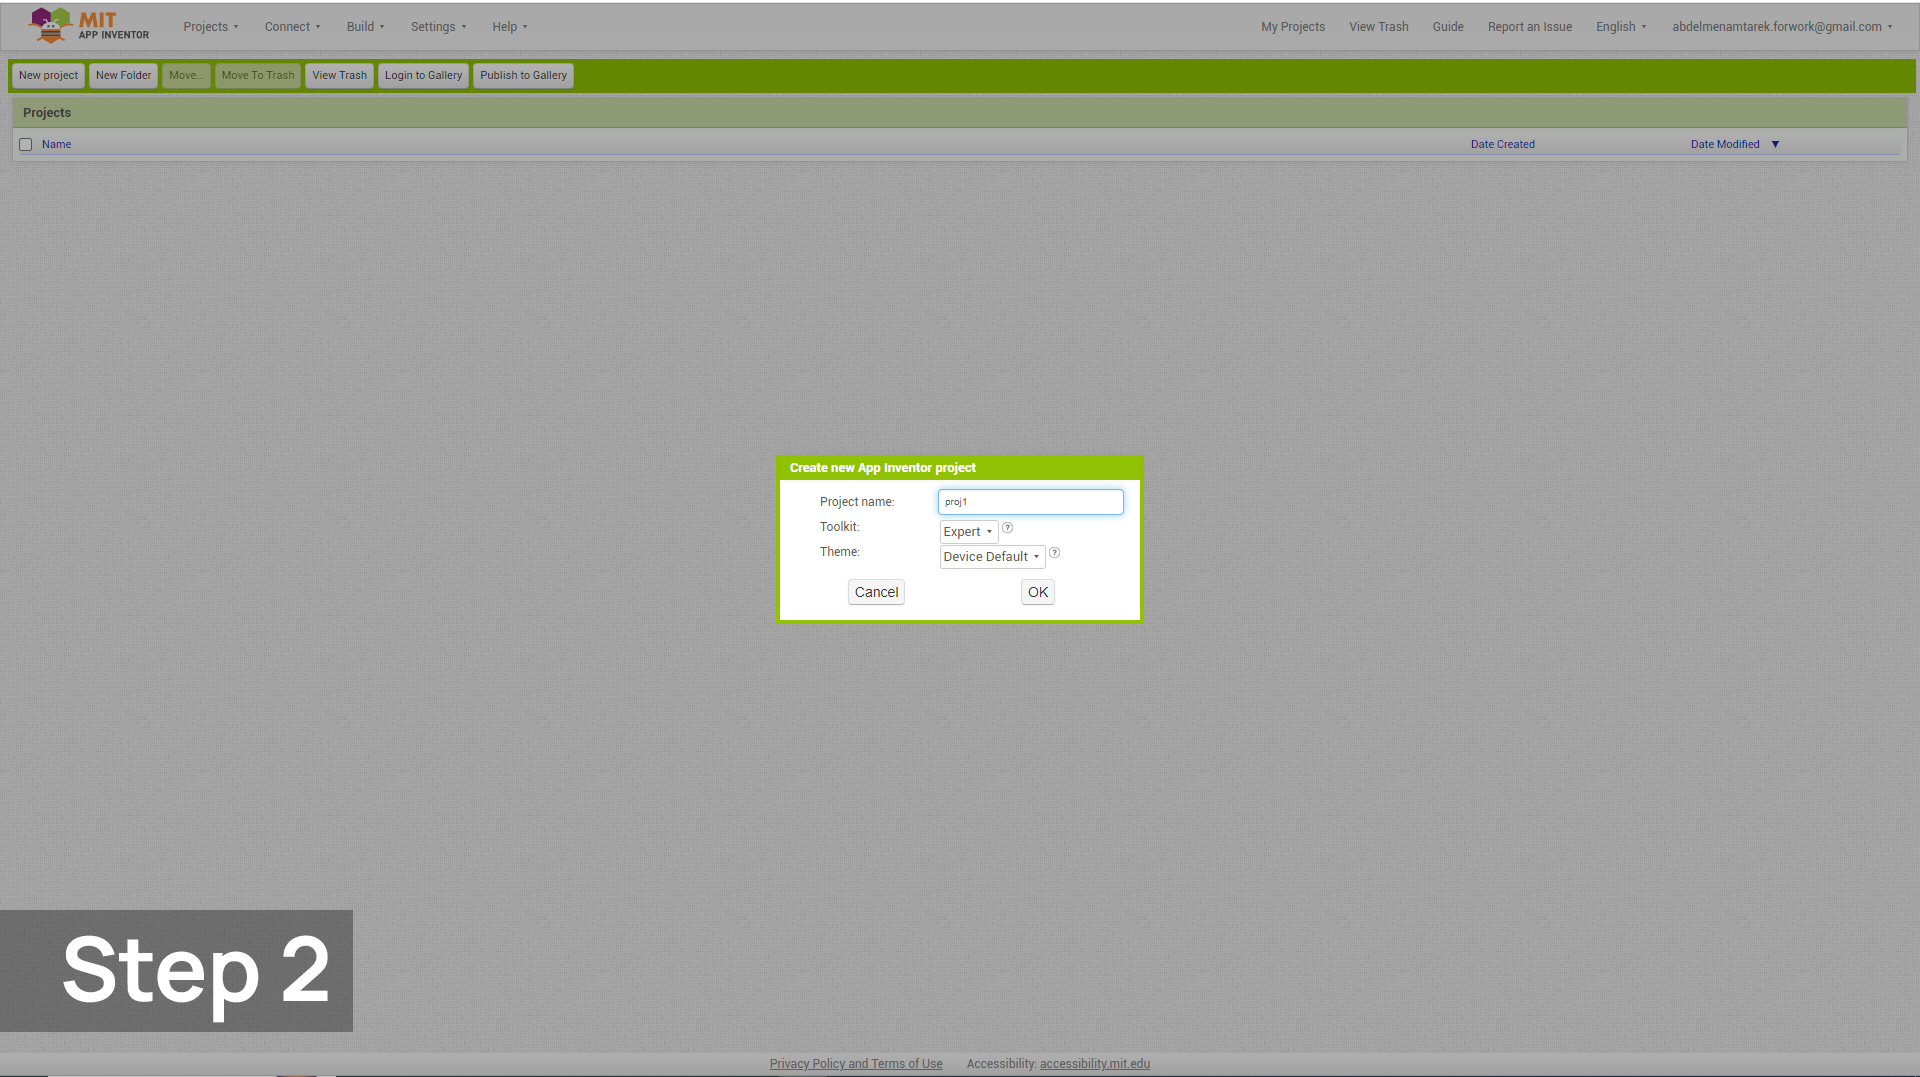 MIT
APP INVENTOR
Projects
Connect
Build
Settings
Help
My Projects
View Trash
Guide
Report an Issue
English
abdelmenamtarek.forwork@gmail.com
New project
New Folder
Move...
Move To Trash
View Trash
Login to Gallery
Publish to Gallery
Projects
Name
Date Created
Date Modified
Create new App Inventor project
Project name:
proj1
Toolkit:
Expert
?
Theme:
Device Default
?
Cancel
OK
Step 2
Privacy Policy and Terms of Use
Accessibility: accessibility.mit.edu